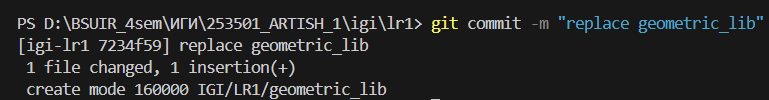 PS D:\BSUIR_4sem\ИГИ\253501_ARTISH_1\igi\lr1> git commit -m "replace geometric_lib"
[igi-lr1 7234f59] replace geometric_lib
1 file changed, 1 insertion(+)
create mode 160000 IGI/LR1/geometric_lib